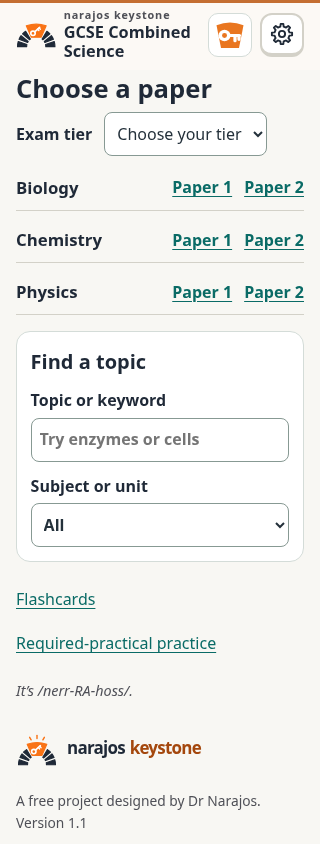 narajos keystone
GCSE Combined
Science
Choose a paper
Exam tier Choose your tier
Biology Paper 1 Paper 2
Chemistry Paper 1 Paper 2
Physics Paper 1 Paper 2
Find a topic
Topic or keyword
Try enzymes or cells
Subject or unit
All
Flashcards
Required-practical practice
It’s /nerr-RA-hoss/.
narajos keystone
A free project designed by Dr Narajos.
Version 1.1